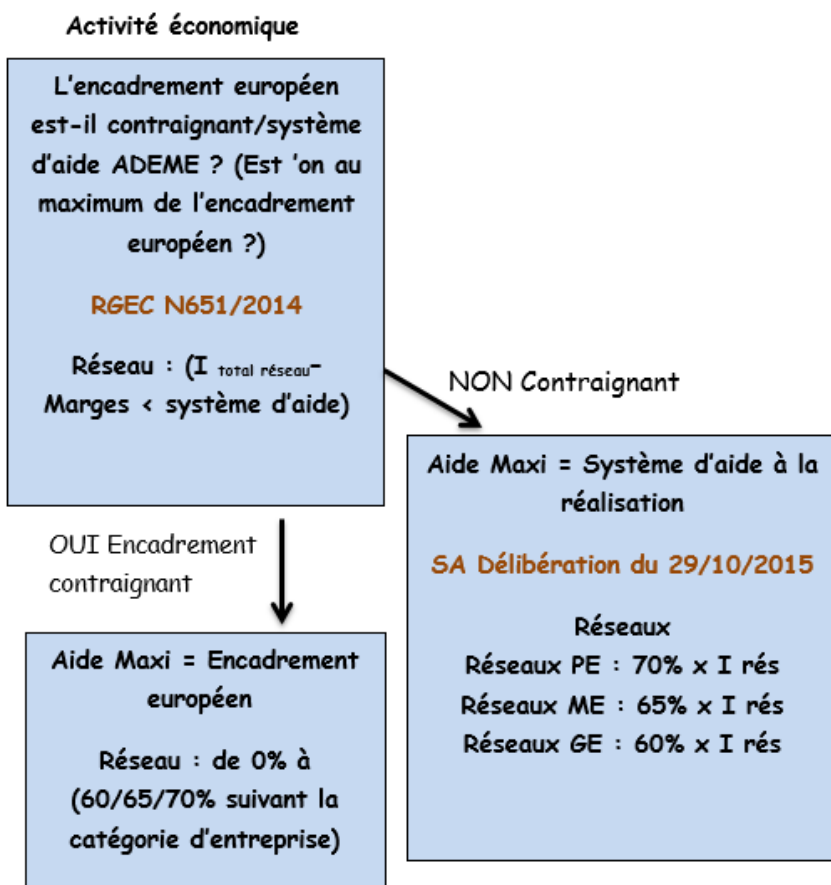 Activité économique
L'encadrement européen
est-il contraignant/système
d'aide ADEME ? (Est 'on au
maximum de l'encadrement
européen ?)
RGEC N651/2014
Réseau : (I total réseau–
Marges < système d'aide)
NON Contraignant
OUI Encadrement
contraignant
Aide Maxi = Système d'aide à la
réalisation
SA Délibération du 29/10/2015
Réseaux
Réseaux PE : 70% x I rés
Réseaux ME : 65% x I rés
Réseaux GE : 60% x I rés
Aide Maxi = Encadrement
européen
Réseau : de 0% à
(60/65/70% suivant la
catégorie d'entreprise)